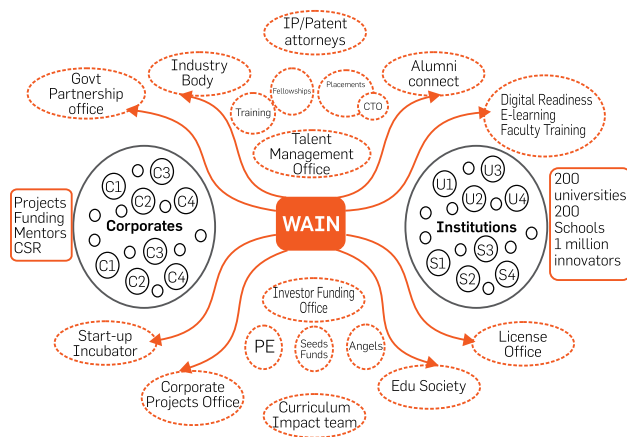 IP/Patent
attorneys
Govt
Partnership
office
Industry
Body
Training
Fellowships
Placements
CTO
Talent
Management
Office
Alumni
connect
Digital Readiness
E-learning
Faculty Training
Projects
Funding
Mentors
CSR
C1
C3
C2
C4
Corporates
C1
C3
C2
C4
WAIN
U1
U3
U2
U4
Institutions
S1
S3
S2
S4
200
universities
200
Schools
1 million
innovators
Start-up
Incubator
Corporate
Projects Office
Investor Funding
Office
PE
Seeds
Funds
Angels
Curriculum
Impact team
Edu Society
License
Office